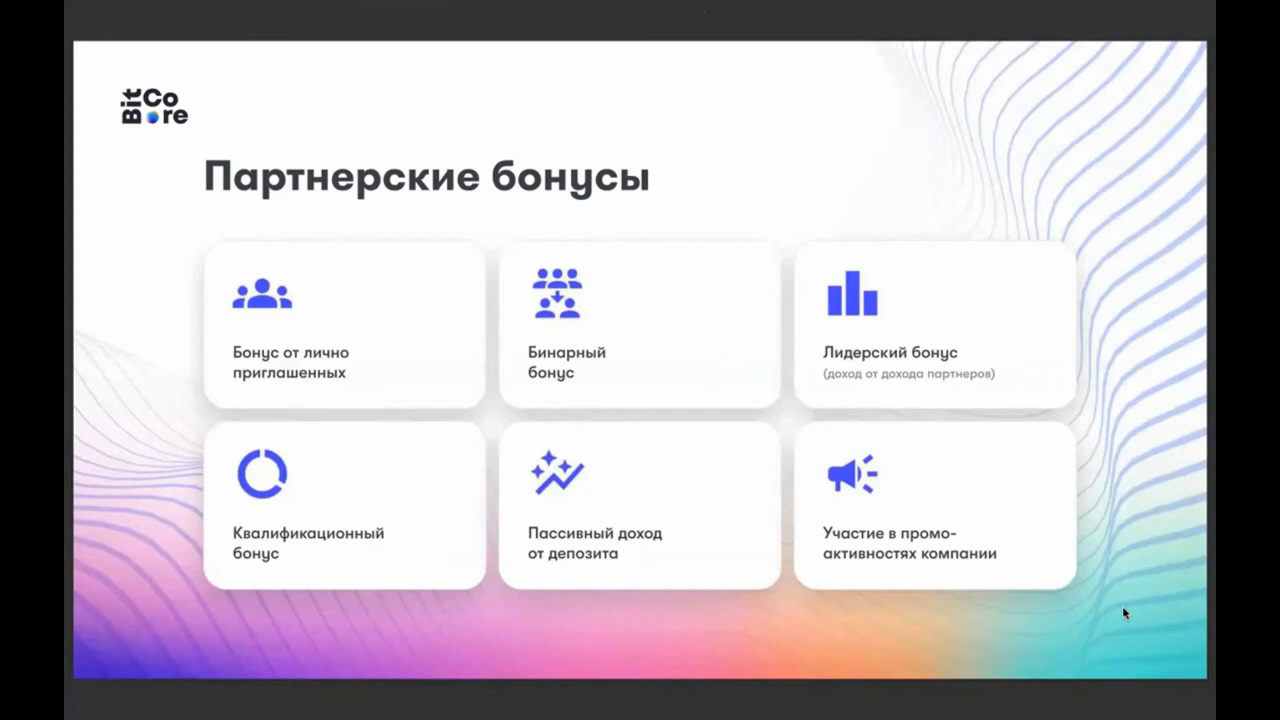 BitCore
Партнерские бонусы
Бонус от лично
приглашенных
Бинарный
бонус
Лидерский бонус
(доход от дохода партнеров)
Квалификационный
бонус
Пассивный доход
от депозита
Участие в промо-
активностях компании